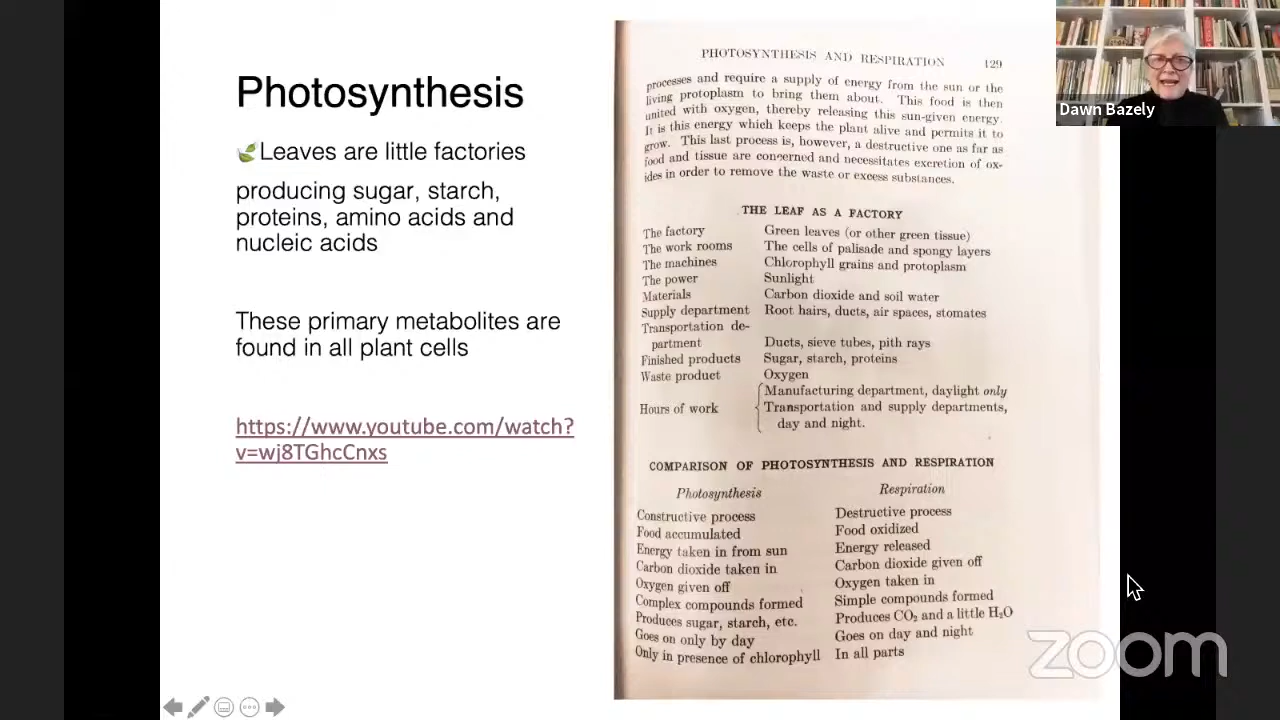 Photosynthesis
Leaves are little factories
producing sugar, starch,
proteins, amino acids and
nucleic acids
These primary metabolites are
found in all plant cells
https://www.youtube.com/watch?
v=wj8TGhcCnxs
PHOTOSYNTHESIS AND RESPIRATION 129
processes and require a supply of energy from the sun or the
living protoplasm to bring them about. This food is then
united with oxygen, thereby releasing this sun-given energy.
It is this energy which keeps the plant alive and permits it to
grow. This last process is, however, a destructive one as far as
food and tissue are concerned and necessitates excretion of ox-
ides in order to remove the waste or excess substances.
THE LEAF AS A FACTORY
The factory Green leaves (or other green tissue)
The work rooms The cells of palisade and spongy layers
The machines Chlorophyll grains and protoplasm
The power Sunlight
Materials Carbon dioxide and soil water
Supply department Root hairs, ducts, air spaces, stomates
Transportation de-
partment Ducts, sieve tubes, pith rays
Finished products Sugar, starch, proteins
Waste product Oxygen
Manufacturing department, daylight only
Hours of work Transportation and supply departments,
day and night.
COMPARISON OF PHOTOSYNTHESIS AND RESPIRATION
Photosynthesis Respiration
Constructive process Destructive process
Food accumulated Food oxidized
Energy taken in from sun Energy released
Carbon dioxide taken in Carbon dioxide given off
Oxygen given off Oxygen taken in
Complex compounds formed Simple compounds formed
Produces sugar, starch, etc. Produces CO₂ and a little H₂O
Goes on only by day Goes on day and night
Only in presence of chlorophyll In all parts
Dawn Bazely
zoom